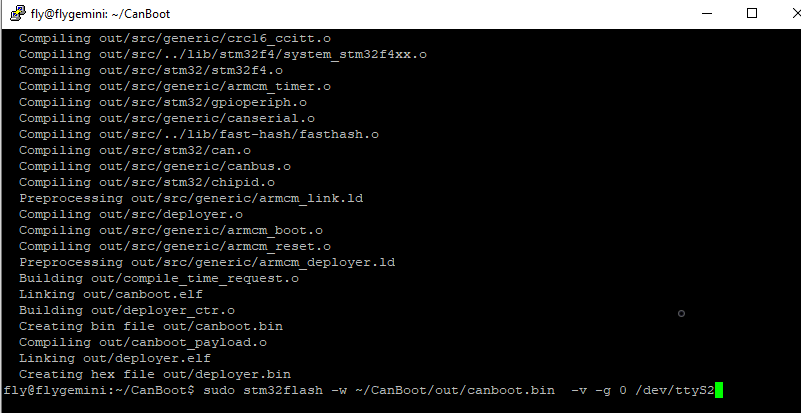 fly@flygemini: ~/CanBoot
Compiling out/src/generic/crc16_ccitt.o
Compiling out/src/../lib/stm32f4/system_stm32f4xx.o
Compiling out/src/stm32/stm32f4.o
Compiling out/src/generic/armcm_timer.o
Compiling out/src/stm32/gpioperiph.o
Compiling out/src/generic/canserial.o
Compiling out/src/../lib/fast-hash/fasthash.o
Compiling out/src/stm32/can.o
Compiling out/src/generic/canbus.o
Compiling out/src/stm32/chipid.o
Preprocessing out/src/generic/armcm_link.ld
Compiling out/src/deployer.o
Compiling out/src/generic/armcm_boot.o
Compiling out/src/generic/armcm_reset.o
Preprocessing out/src/generic/armcm_deployer.ld
Building out/compile_time_request.o
Linking out/canboot.elf
Building out/deployer_ctr.o
Creating bin file out/canboot.bin
Compiling out/canboot_payload.o
Linking out/deployer.elf
Creating hex file out/deployer.bin
fly@flygemini:~/CanBoot$ sudo stm32flash -w ~/CanBoot/out/canboot.bin  -v -g 0 /dev/ttyS2